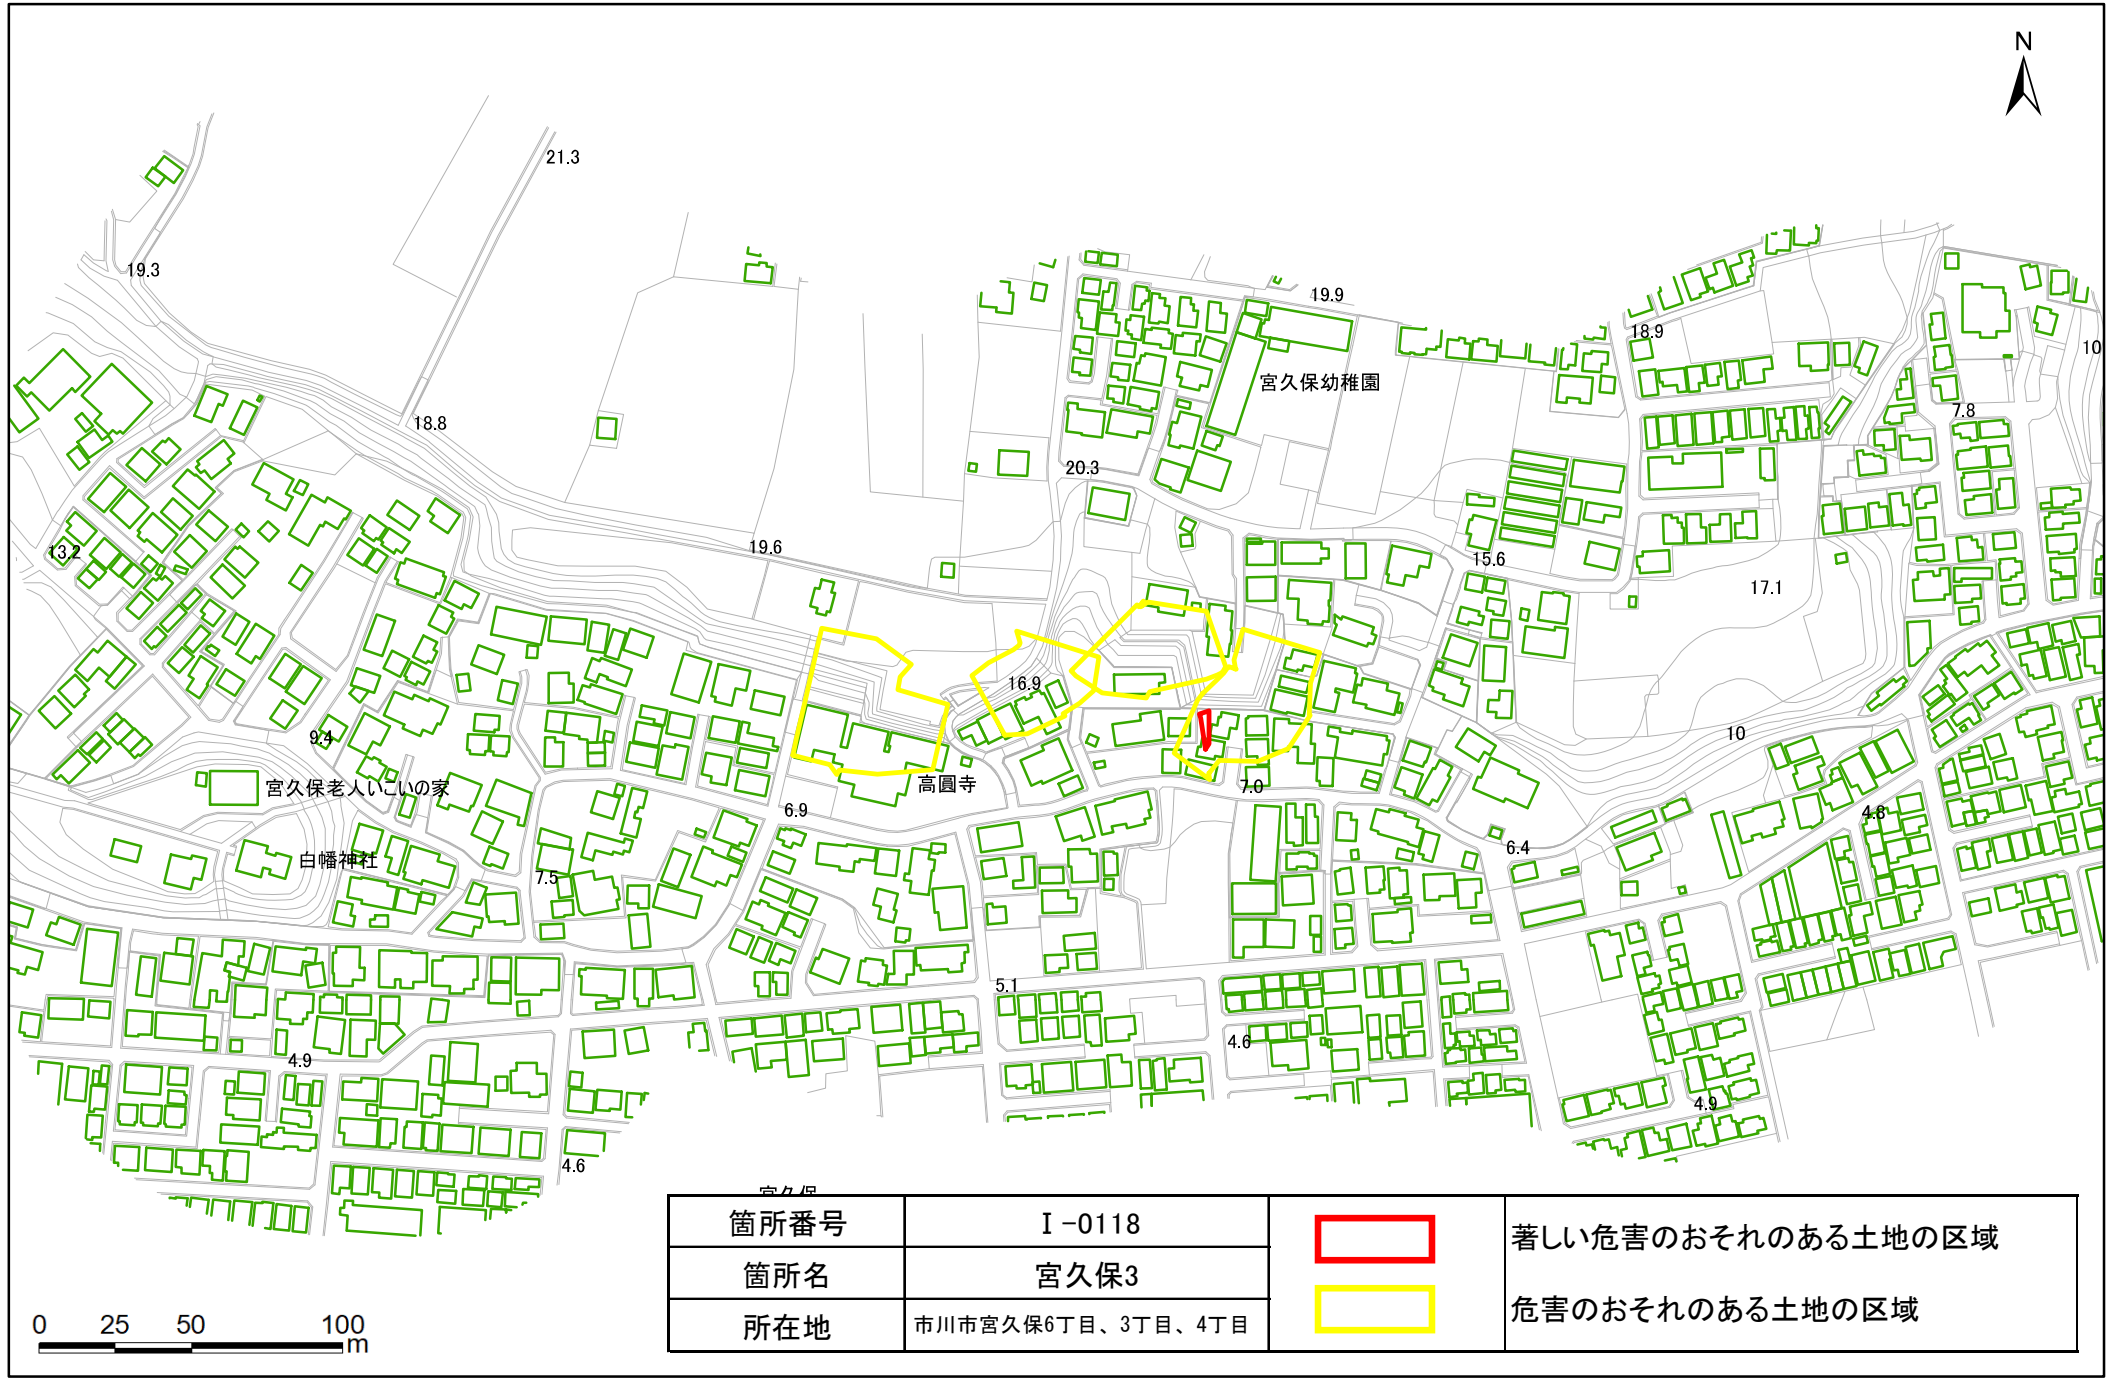 N
21.3
19.3
19.9
18.9
10
宮久保幼稚園
7.8
18.8
20.3
19.6
13.2
15.6
17.1
16.9
9.4
10
宮久保老人いこいの家
高圓寺
7.0
6.9
4.8
6.4
白幡神社
7.5
5.1
4.6
4.9
4.9
4.6
宮久保
箇所番号
Ⅰ-0118
箇所名
宮久保3
所在地
市川市宮久保6丁目、3丁目、4丁目
著しい危害のおそれのある土地の区域
危害のおそれのある土地の区域
0 25 50 100
m